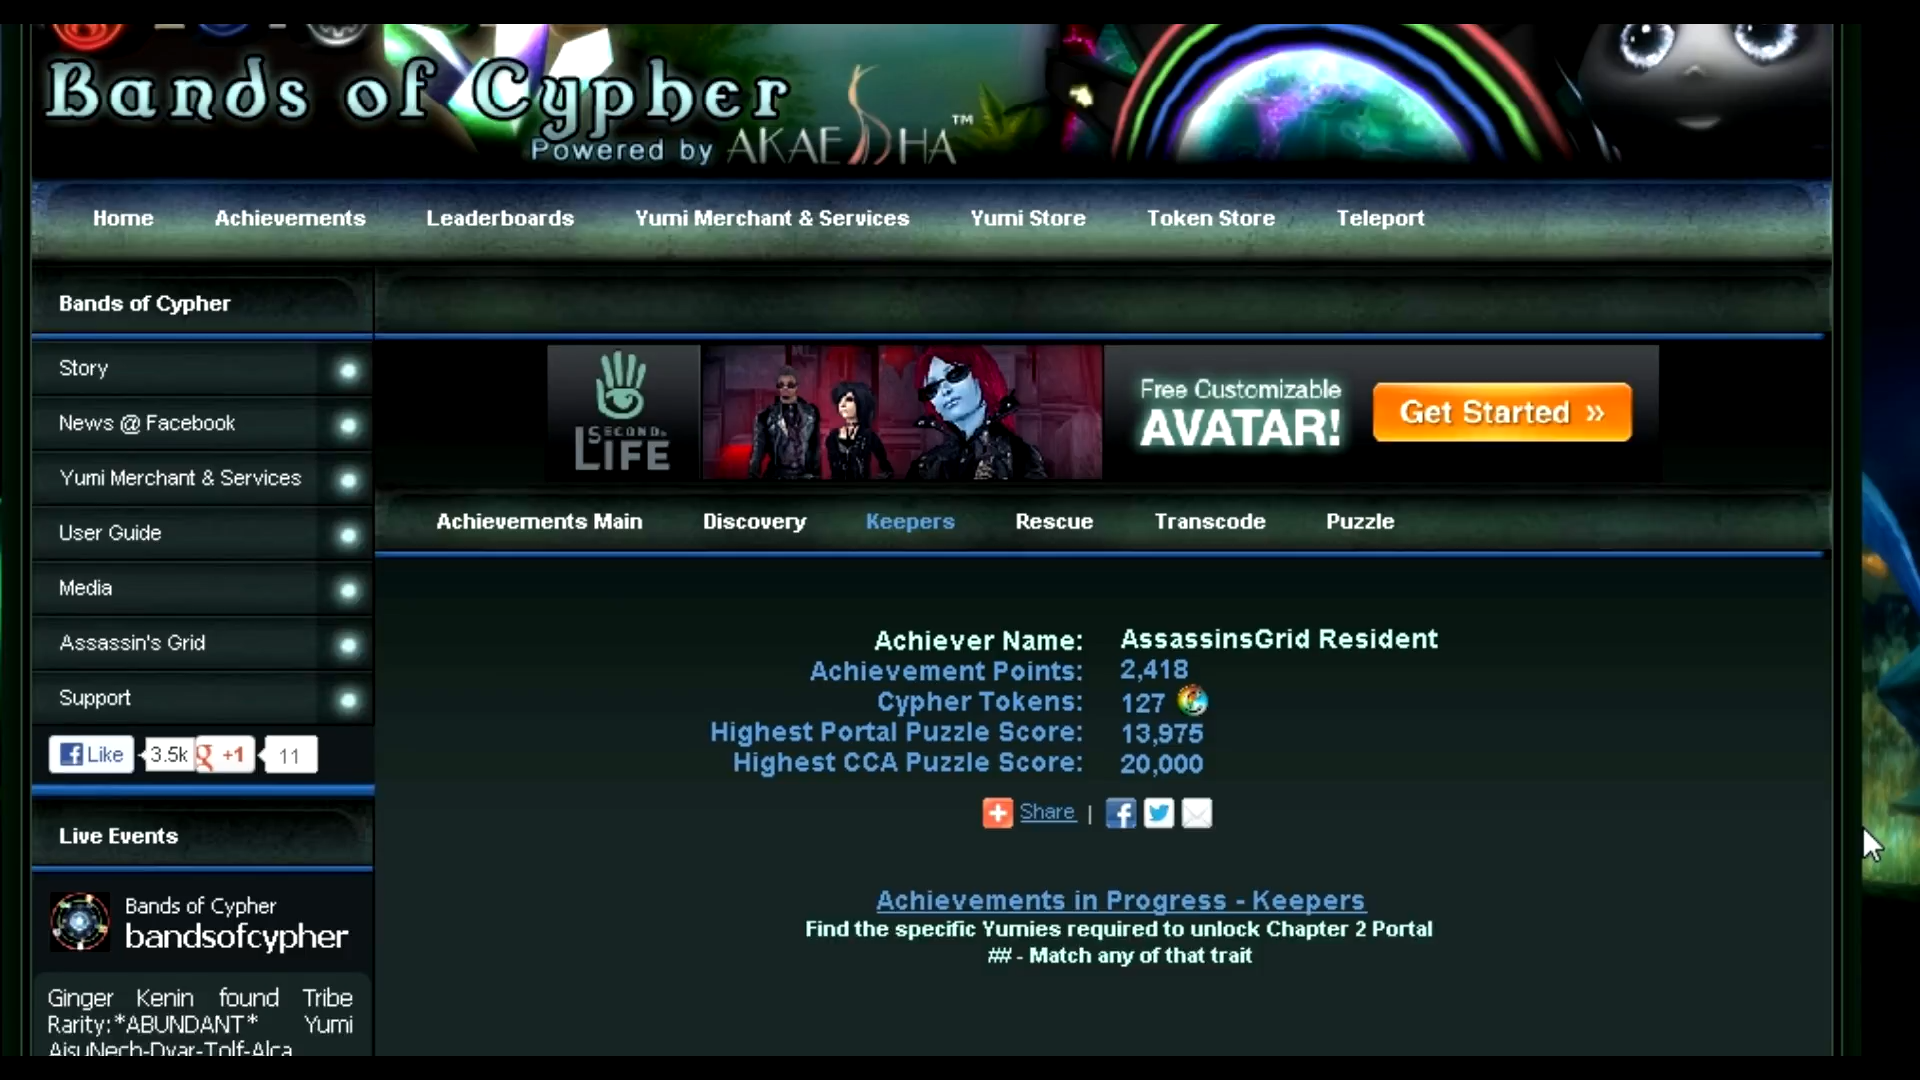 Bands of Cypher
Powered by AKAESHA™
Home Achievements Leaderboards Yumi Merchant & Services Yumi Store Token Store Teleport
Bands of Cypher
Story
News @ Facebook
Yumi Merchant & Services
User Guide
Media
Assassin's Grid
Support
Like 3.5k +1 11
Live Events
Bands of Cypher
bandsofcypher
Ginger Kenin found Tribe
Rarity:*ABUNDANT* Yumi
AisuNech-Dyar-Tolf-Alca
SECOND
LIFE
Free Customizable
AVATAR!
Get Started »
Achievements Main Discovery Keepers Rescue Transcode Puzzle
Achiever Name: AssassinsGrid Resident
Achievement Points: 2,418
Cypher Tokens: 127
Highest Portal Puzzle Score: 13,975
Highest CCA Puzzle Score: 20,000
Share |
Achievements in Progress - Keepers
Find the specific Yumies required to unlock Chapter 2 Portal
## - Match any of that trait